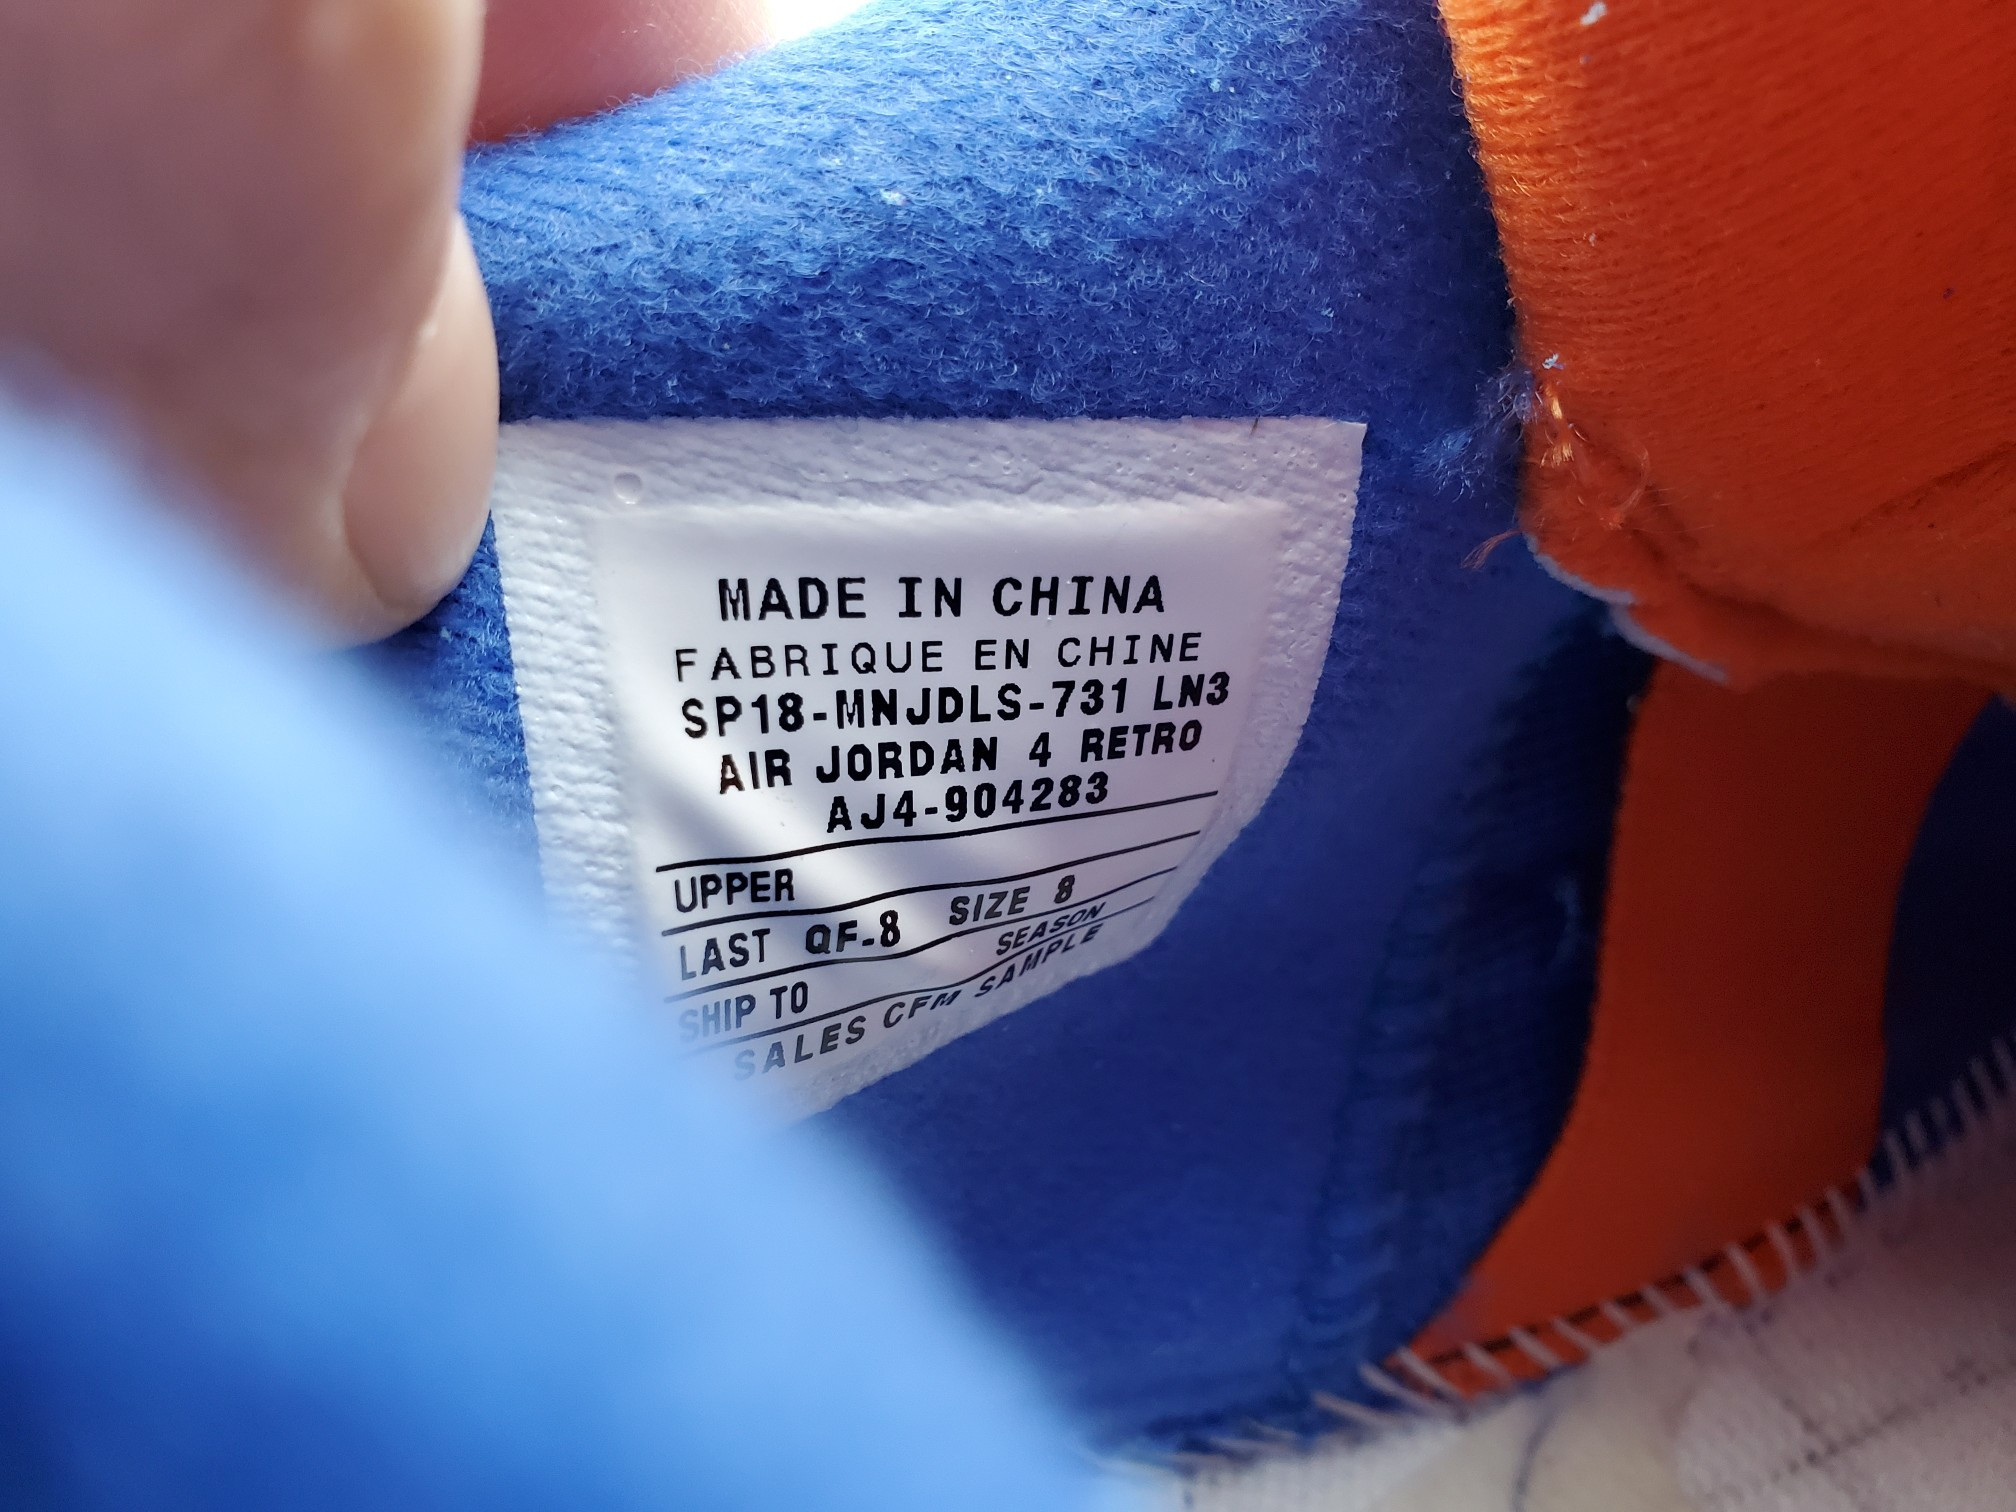 MADE IN CHINA
FABRIQUE EN CHINE
SP18-MNJDLS-731 LN3
AIR JORDAN 4 RETRO
AJ4-904283
UPPER
LAST QF-8 SIZE 8
SHIP TO SEASON
SALES CFM SAMPLE